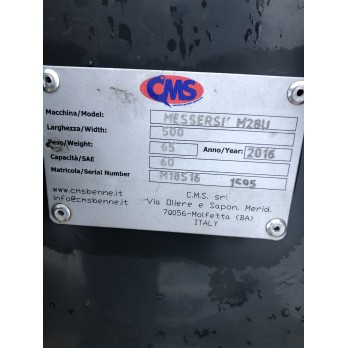 CMS
Macchina/Model: MESSERSI' M28U
Larghezza/Width: 500
Peso/Weight: 65 Anno/Year: 2016
Capacità/SAE 60
Matricola/Serial Number M18516 1595
www.cmsbenne.it
info@cmsbenne.it
C.M.S. srl
Via Oliere e Sapon. Merid.
70056-Molfetta (BA)
ITALY